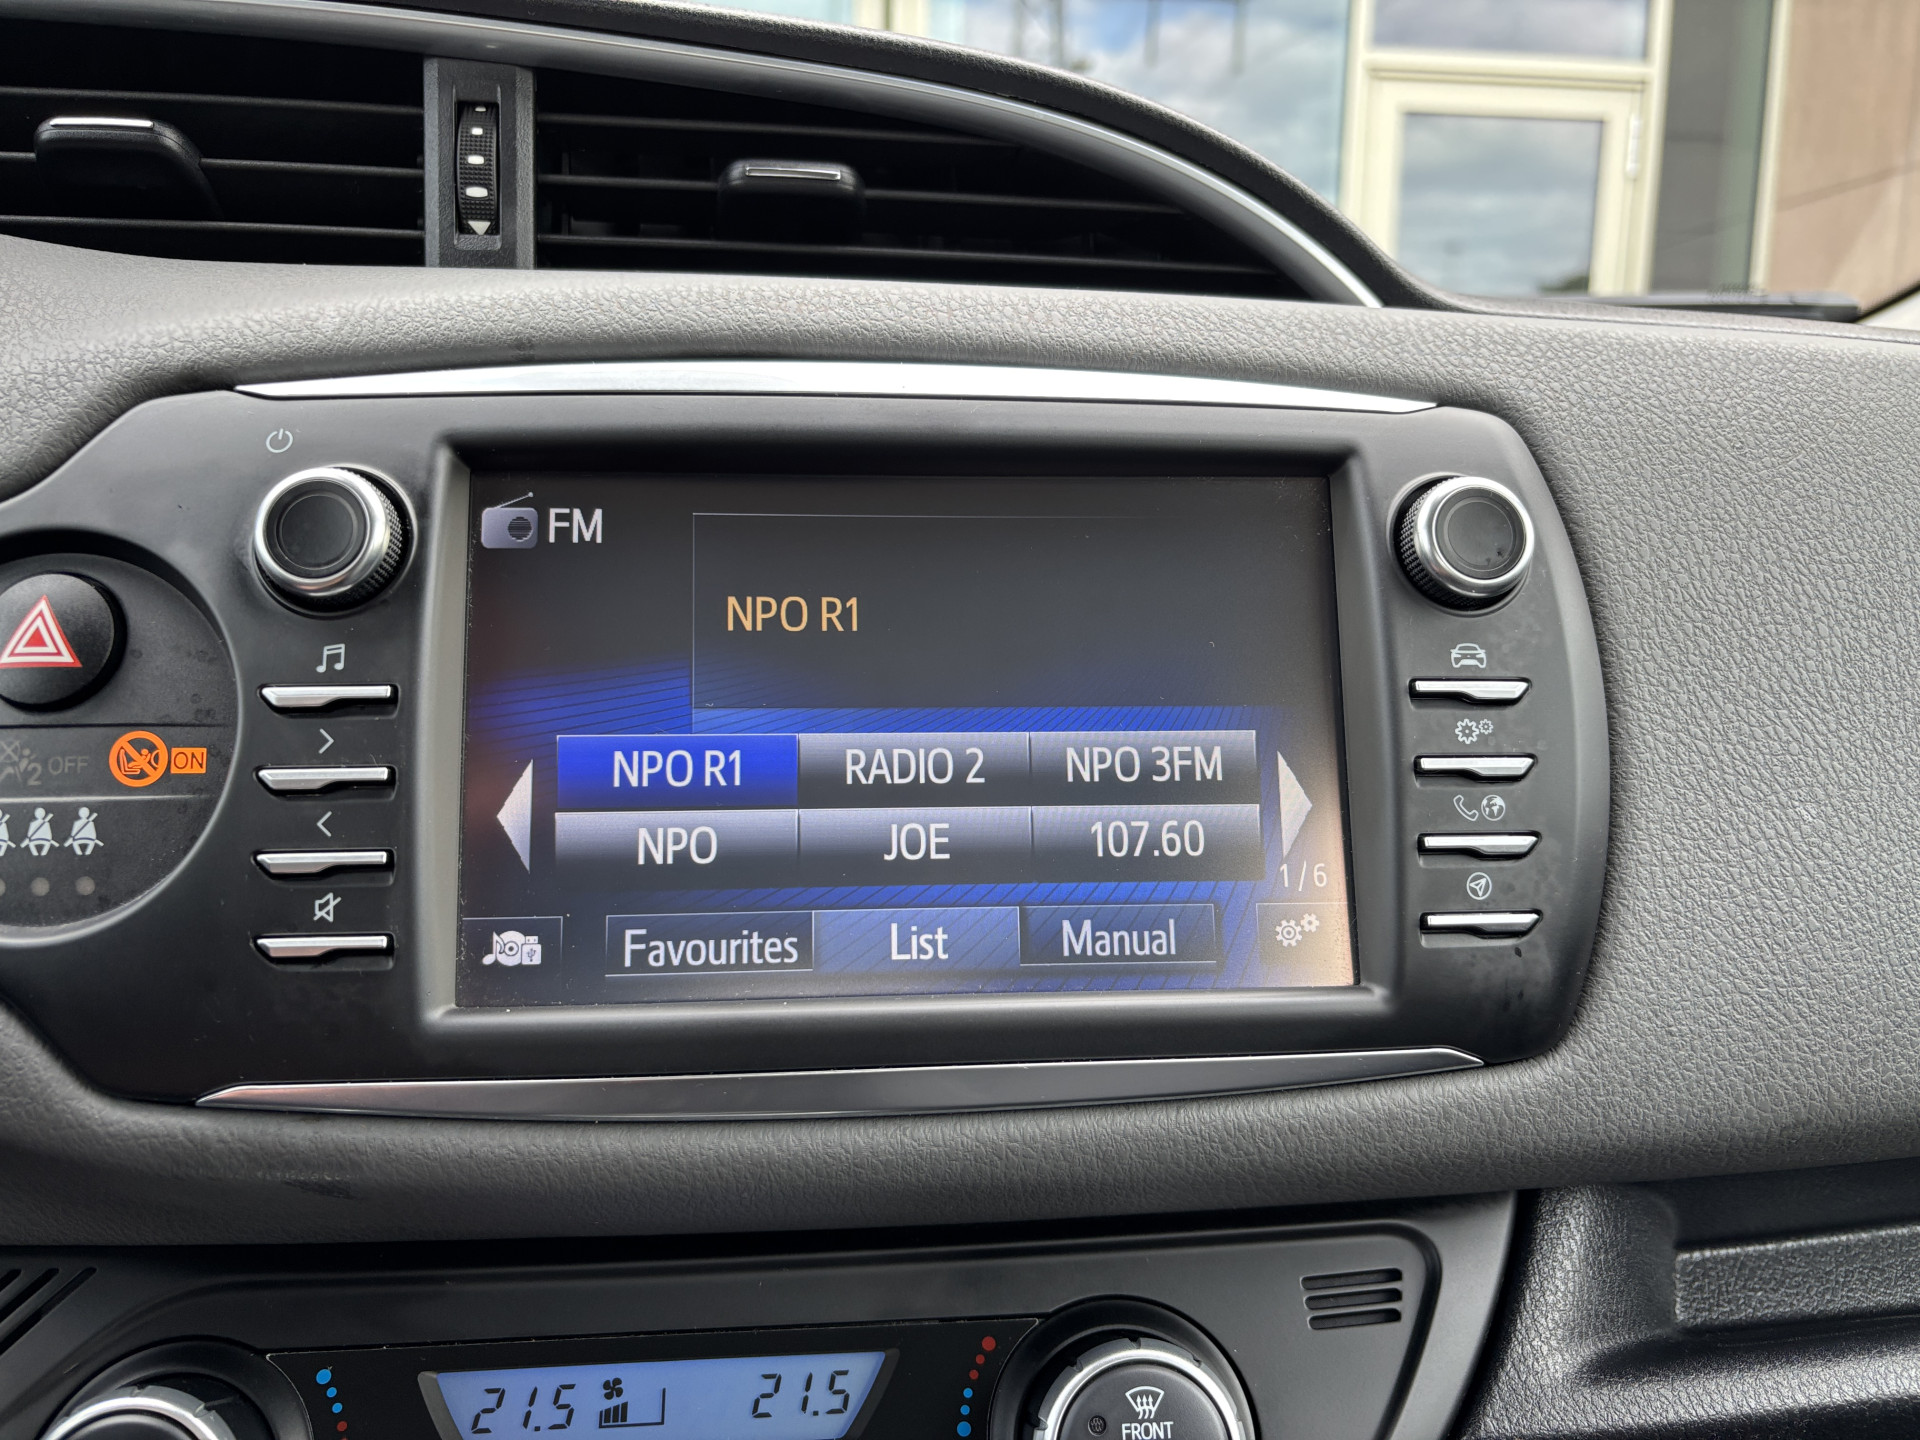 FM
NPO R1
NPO R1 RADIO 2 NPO 3FM
NPO JOE 107.60
1/6
Favourites List Manual
2 OFF ON
21.5 21.5
FRONT